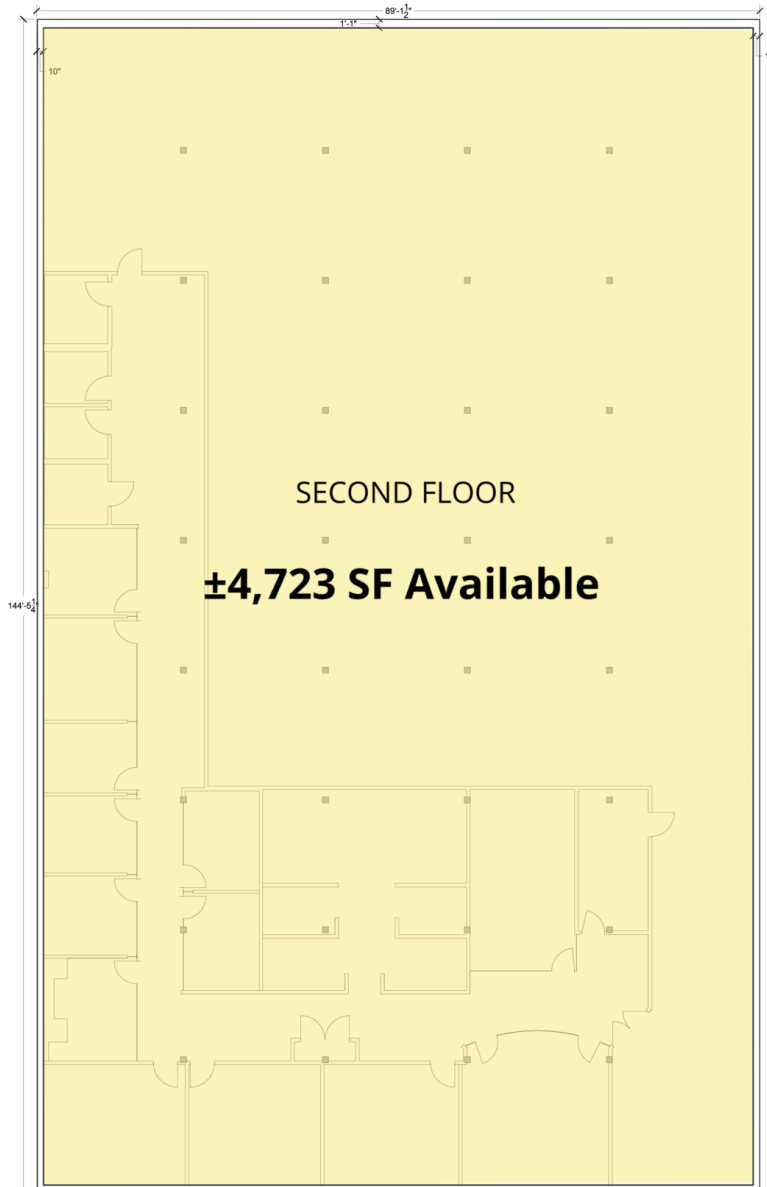 89'-1½"
1'-1"
10"
SECOND FLOOR
±4,723 SF Available
144'-5¼"